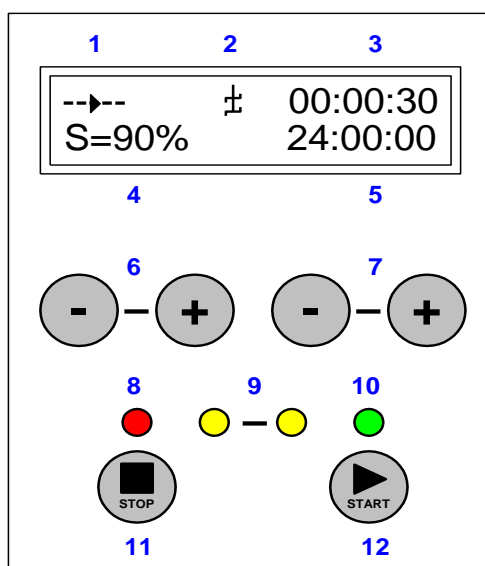 1 2 3
--▶-- 00:00:30
S=90% 24:00:00
4 5
6 7
- – + - – +
8 9 10
STOP START
11 12